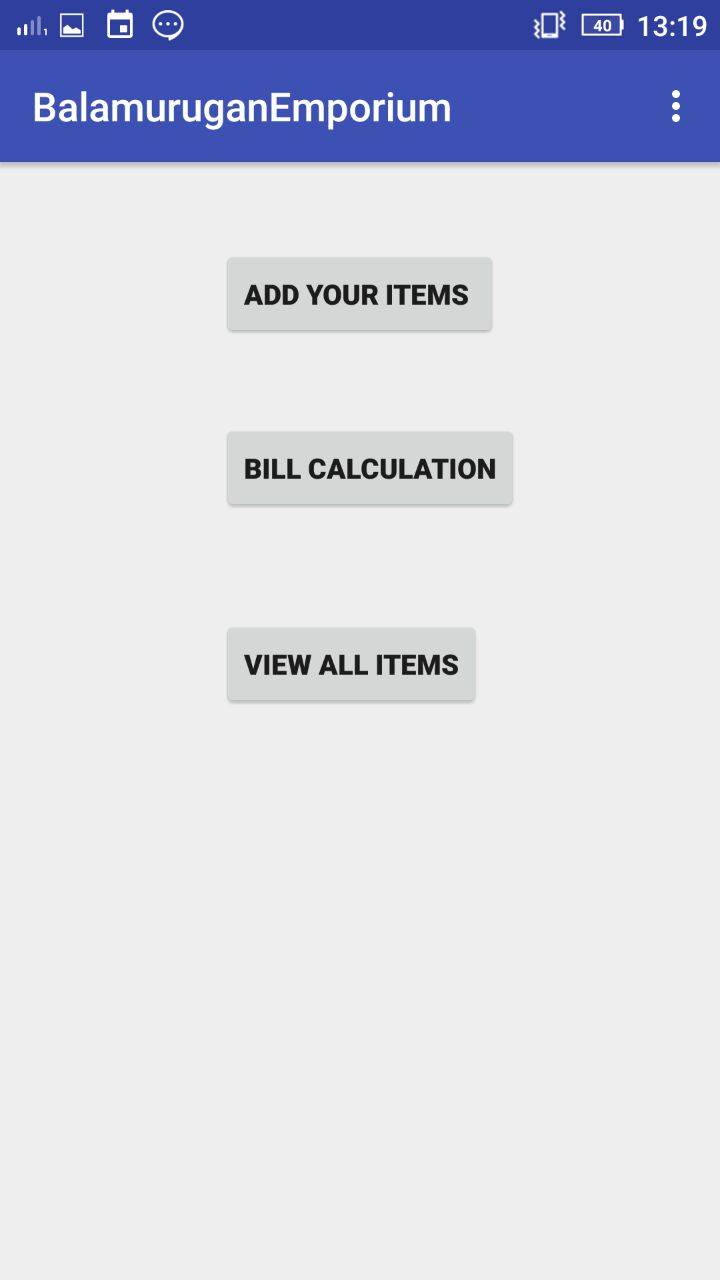 40 13:19
BalamuruganEmporium
ADD YOUR ITEMS
BILL CALCULATION
VIEW ALL ITEMS